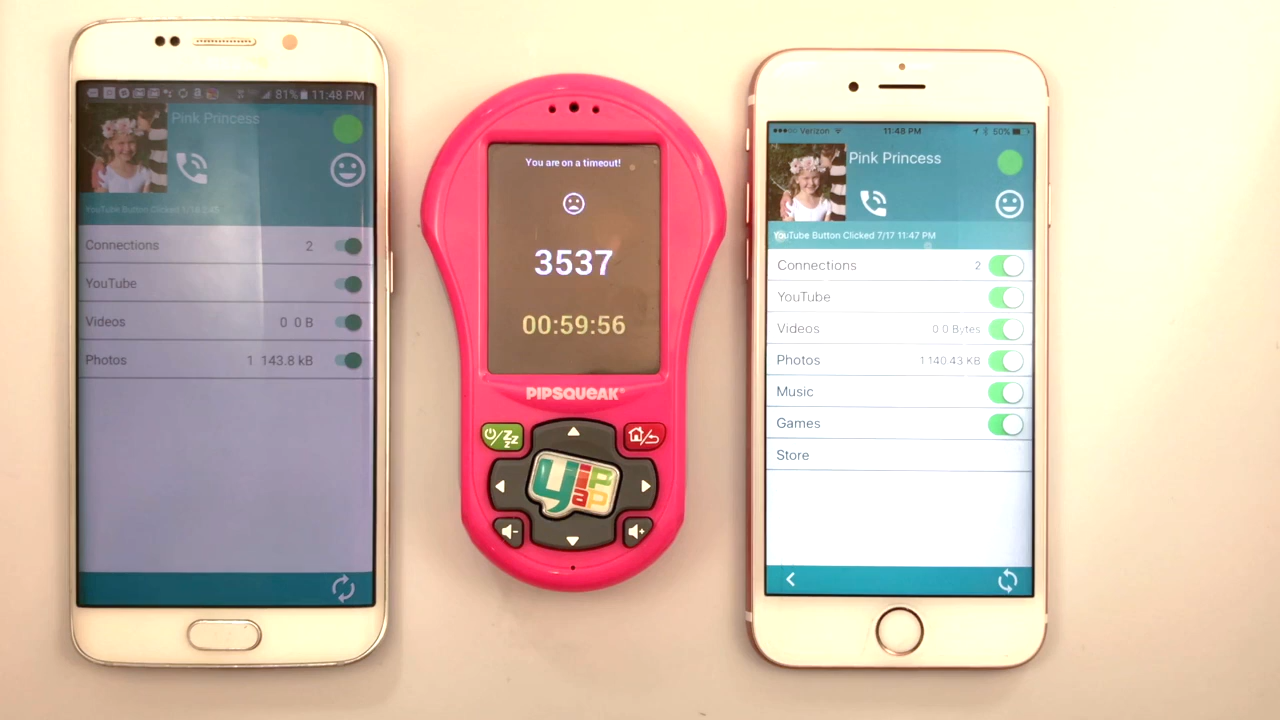 81% 11:48 PM
Pink Princess
YouTube Button Clicked
Connections 2
YouTube
Videos 0 0 B
Photos 1 143.8 kB
You are on a timeout!
3537
00:59:56
PIPSQUEAK®
Z Z Z
yip yap
Verizon 11:48 PM 50%
Pink Princess
YouTube Button Clicked 7/17 11:47 PM
Connections 2
YouTube
Videos 0 0 Bytes
Photos 1 140.43 KB
Music
Games
Store